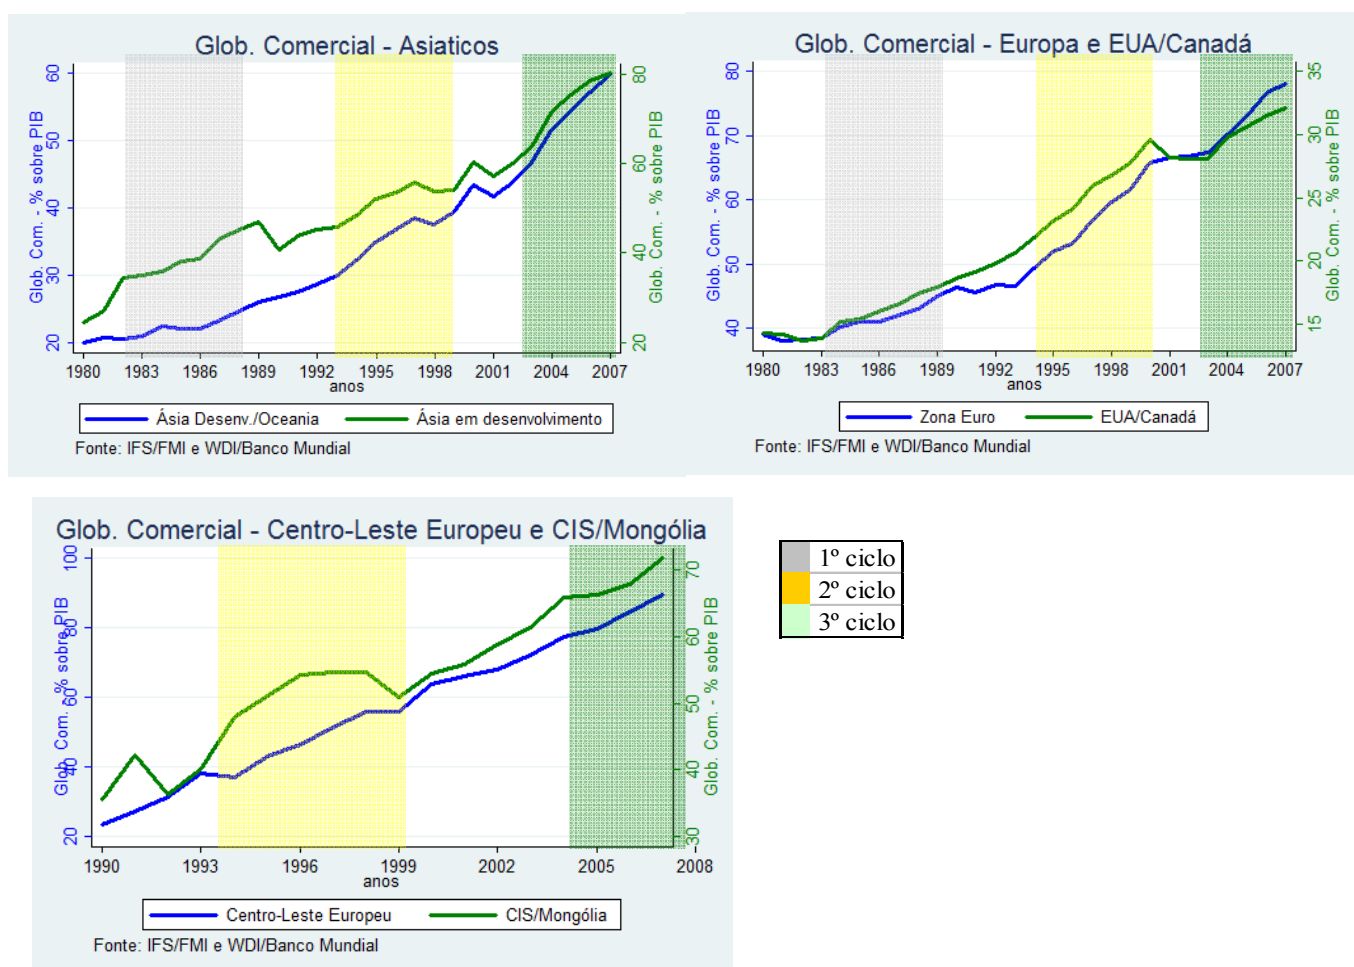 Glob. Comercial - Asiaticos
Glob. Com. - % sobre PIB
60
50
40
30
20
Glob. Com. - % sobre PIB
80
60
40
20
1980 1983 1986 1989 1992 1995 1998 2001 2004 2007
anos
Ásia Desenv./Oceania Ásia em desenvolvimento
Fonte: IFS/FMI e WDI/Banco Mundial
Glob. Comercial - Europa e EUA/Canadá
Glob. Com. - % sobre PIB
80
70
60
50
40
Glob. Com. - % sobre PIB
35
30
25
20
15
1980 1983 1986 1989 1992 1995 1998 2001 2004 2007
anos
Zona Euro EUA/Canadá
Fonte: IFS/FMI e WDI/Banco Mundial
Glob. Comercial - Centro-Leste Europeu e CIS/Mongólia
Glob. Com. - % sobre PIB
100
80
60
40
20
Glob. Com. - % sobre PIB
70
60
50
40
30
1990 1993 1996 1999 2002 2005 2008
anos
Centro-Leste Europeu CIS/Mongólia
Fonte: IFS/FMI e WDI/Banco Mundial
1º ciclo
2º ciclo
3º ciclo